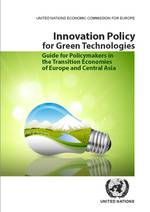 UNITED NATIONS ECONOMIC COMMISSION FOR EUROPE
Innovation Policy
for Green Technologies
Guide for Policymakers in
the Transition Economies
of Europe and Central Asia
UNITED NATIONS